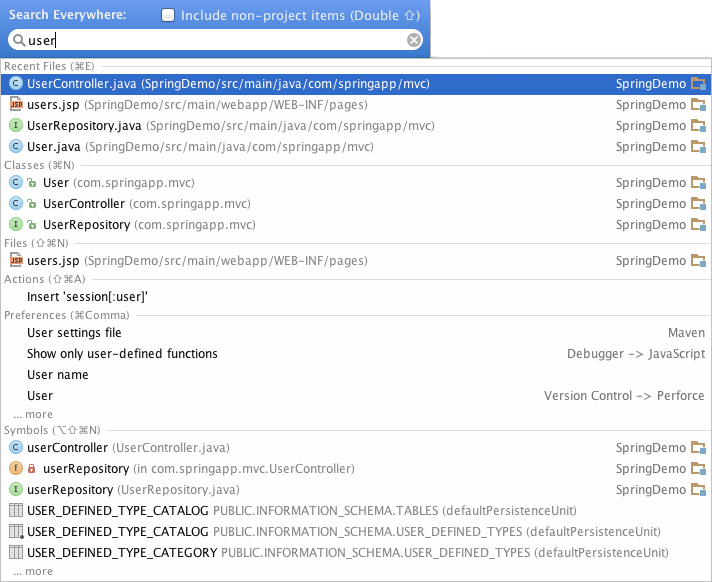 Search Everywhere: Include non-project items (Double ⇧)
user
Recent Files (⌘E)
C UserController.java (SpringDemo/src/main/java/com/springapp/mvc) SpringDemo
JSP users.jsp (SpringDemo/src/main/webapp/WEB-INF/pages) SpringDemo
I UserRepository.java (SpringDemo/src/main/java/com/springapp/mvc) SpringDemo
C User.java (SpringDemo/src/main/java/com/springapp/mvc) SpringDemo
Classes (⌘N)
C User (com.springapp.mvc) SpringDemo
C UserController (com.springapp.mvc) SpringDemo
I UserRepository (com.springapp.mvc) SpringDemo
Files (⇧⌘N)
JSP users.jsp (SpringDemo/src/main/webapp/WEB-INF/pages) SpringDemo
Actions (⇧⌘A)
Insert 'session[:user]'
Preferences (⌘Comma)
User settings file Maven
Show only user-defined functions Debugger -> JavaScript
User name
User Version Control -> Perforce
... more
Symbols (⌥⇧⌘N)
C userController (UserController.java) SpringDemo
f userRepository (in com.springapp.mvc.UserController) SpringDemo
I userRepository (UserRepository.java) SpringDemo
USER_DEFINED_TYPE_CATALOG PUBLIC.INFORMATION_SCHEMA.TABLES (defaultPersistenceUnit)
USER_DEFINED_TYPE_CATALOG PUBLIC.INFORMATION_SCHEMA.USER_DEFINED_TYPES (defaultPersistenceUnit)
USER_DEFINED_TYPE_CATEGORY PUBLIC.INFORMATION_SCHEMA.USER_DEFINED_TYPES (defaultPersistenceUnit)
... more